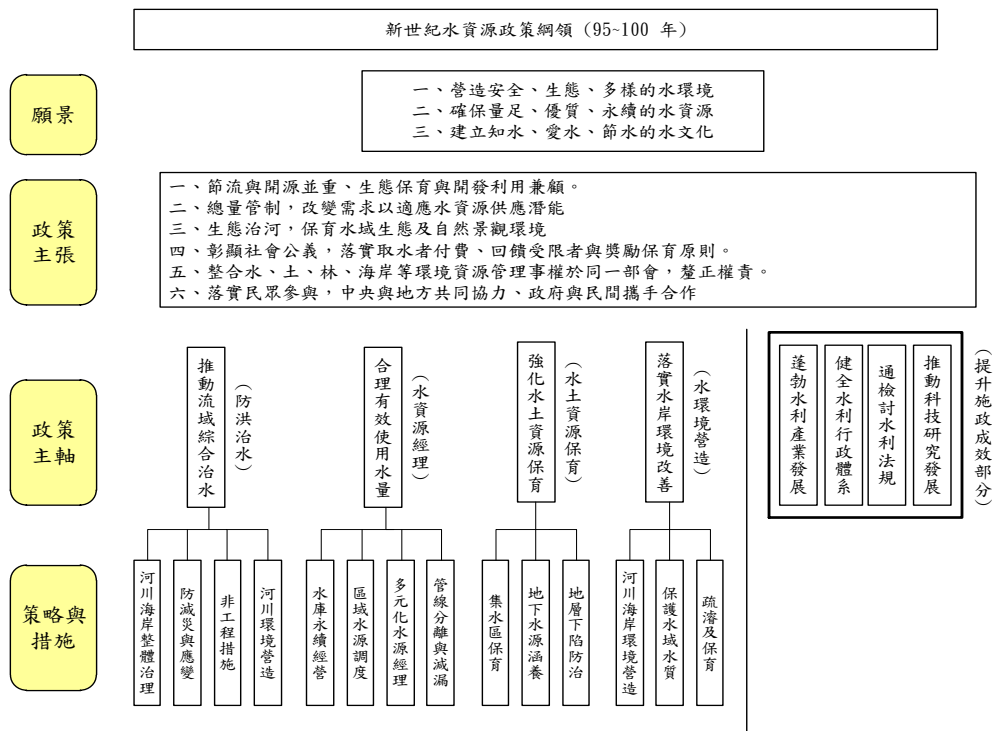 新世紀水資源政策綱領 (95~100 年)
願景
一、營造安全、生態、多樣的水環境
二、確保量足、優質、永續的水資源
三、建立知水、愛水、節水的水文化
政策
主張
一、節流與開源並重、生態保育與開發利用兼顧。
二、總量管制，改變需求以適應水資源供應潛能
三、生態治河，保育水域生態及自然景觀環境
四、彰顯社會公義，落實取水者付費、回饋受限者與獎勵保育原則。
五、整合水、土、林、海岸等環境資源管理事權於同一部會，釐正權責。
六、落實民眾參與，中央與地方共同協力、政府與民間攜手合作
政策
主軸
推動流域綜合治水
(防洪治水)
合理有效使用水量
(水資源經理)
強化水土資源保育
(水土資源保育)
落實水岸環境改善
(水環境營造)
蓬勃水利產業發展
健全水利行政體系
通檢討水利法規
推動科技研究發展
(提升施政成效部分)
策略與
措施
河川海岸整體治理
防減災與應變
非工程措施
河川環境營造
水庫永續經營
區域水源調度
多元化水源經理
管線分離與減漏
集水區保育
地下水源涵養
地層下陷防治
河川海岸環境營造
保護水域水質
疏濬及保育